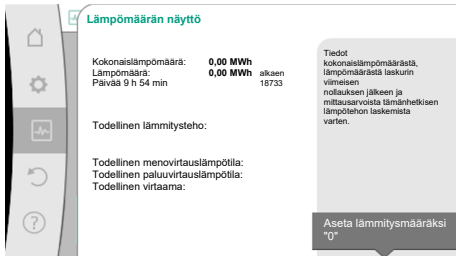 Lämpömäärän näyttö
Kokonaislämpömäärä: 0,00 MWh
Lämpömäärä: 0,00 MWh alkaen
Päivää 9 h 54 min 18733
Todellinen lämmitysteho:
Todellinen menovirtauslämpötila:
Todellinen paluuvirtauslämpötila:
Todellinen virtaama:
Tiedot
kokonaislämpömäärästä,
lämpömäärästä laskurin
viimeisen
nollauksen jälkeen ja
mittausarvoista tämänhetkisen
lämpötehon laskemista
varten.
Aseta lämmitysmääräksi
"0"
?